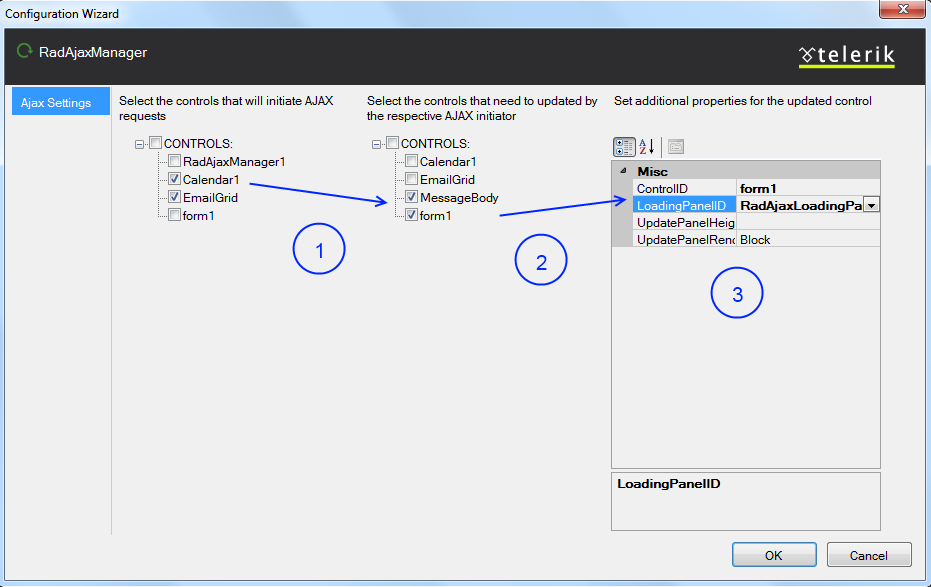 Configuration Wizard
RadAjaxManager
telerik
Ajax Settings
Select the controls that will initiate AJAX
requests
CONTROLS:
RadAjaxManager1
Calendar1
EmailGrid
form1
1
Select the controls that need to updated by
the respective AJAX initiator
CONTROLS:
Calendar1
EmailGrid
MessageBody
form1
2
Set additional properties for the updated control
Misc
ControlID form1
LoadingPanelID RadAjaxLoadingPa
UpdatePanelHeig
UpdatePanelRend Block
3
LoadingPanelID
OK Cancel